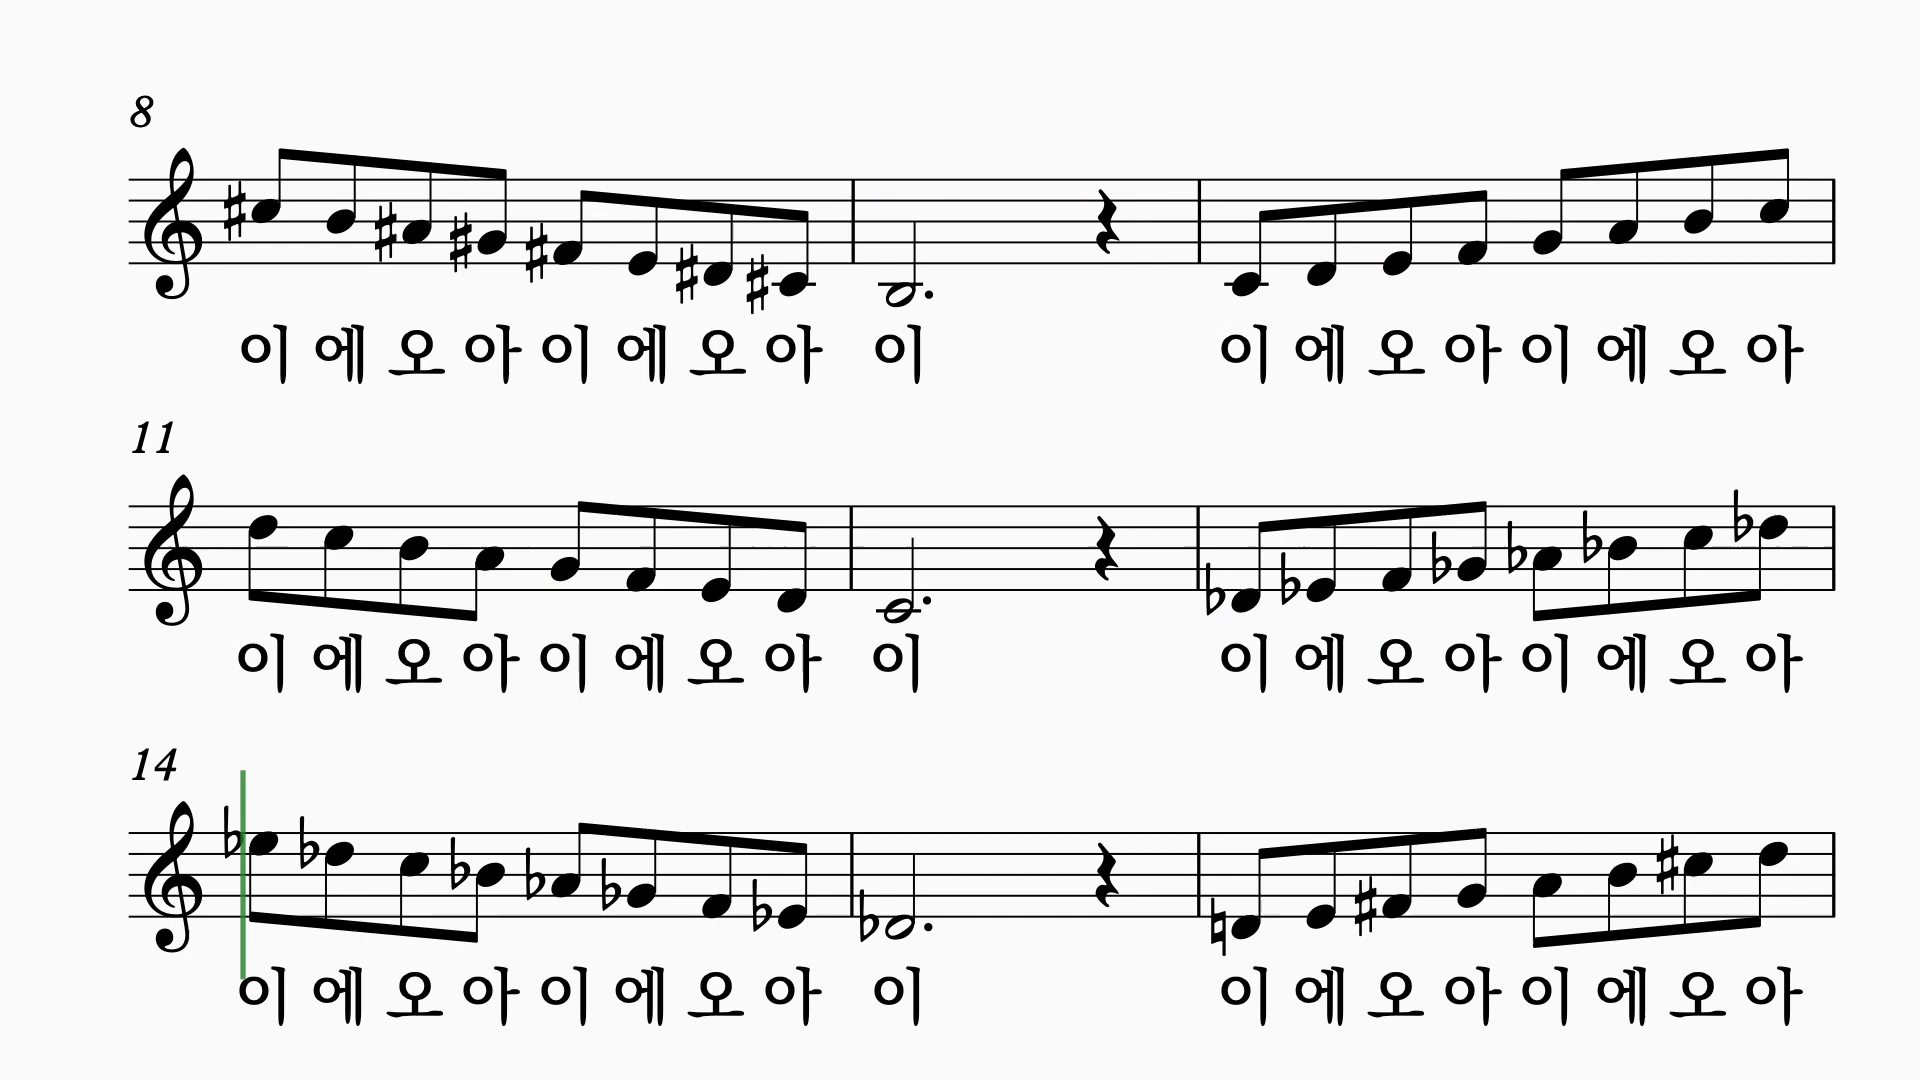 8
이 에 오 아 이 에 오 아 이 이 에 오 아 이 에 오 아
11
이 에 오 아 이 에 오 아 이 이 에 오 아 이 에 오 아
14
이 에 오 아 이 에 오 아 이 이 에 오 아 이 에 오 아